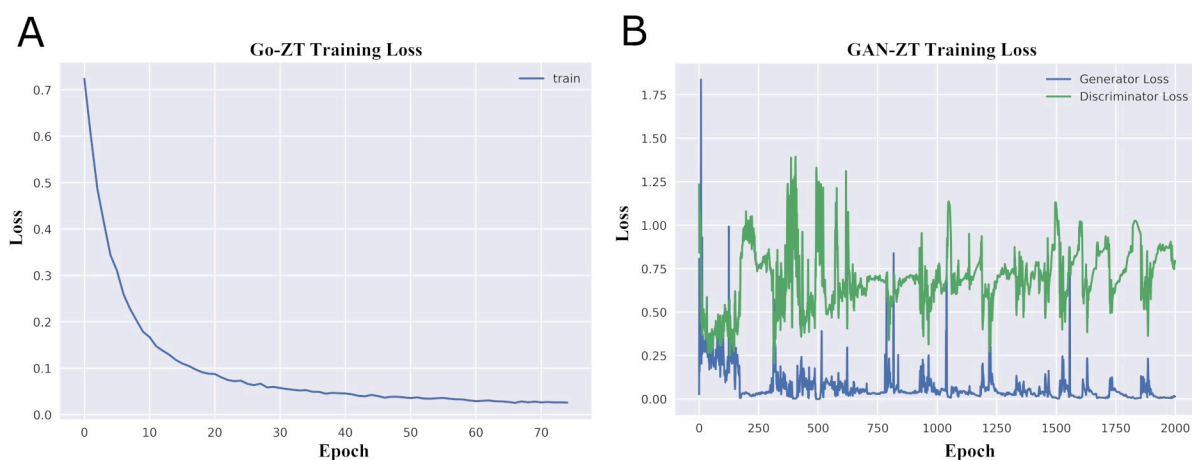 A
Go-ZT Training Loss
train
0.7
0.6
0.5
0.4
0.3
0.2
0.1
0.0
Loss
0 10 20 30 40 50 60 70
Epoch
B
GAN-ZT Training Loss
Generator Loss
Discriminator Loss
1.75
1.50
1.25
1.00
0.75
0.50
0.25
0.00
Loss
0 250 500 750 1000 1250 1500 1750 2000
Epoch